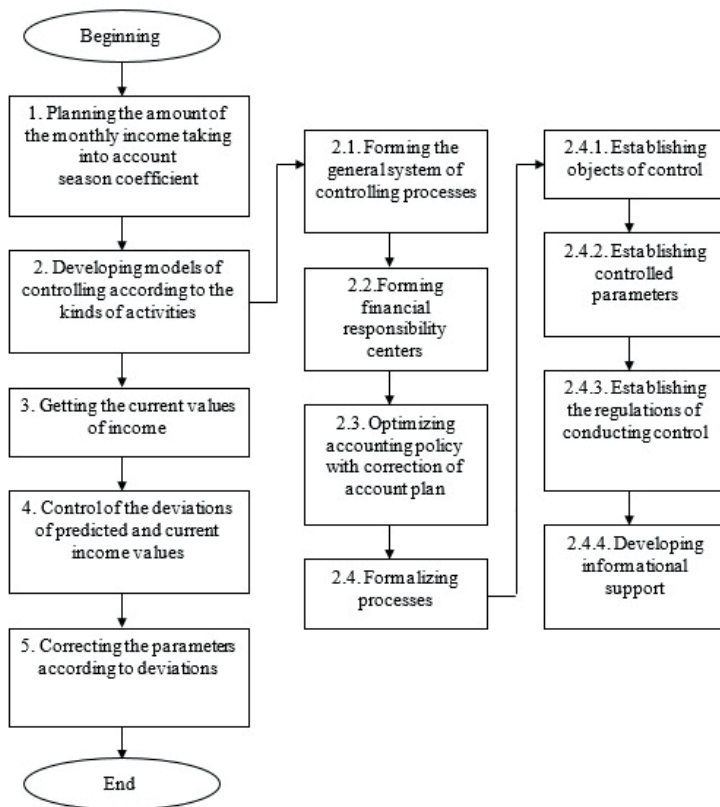 Beginning
1. Planning the amount of
the monthly income taking
into account
season coefficient
2. Developing models of
controlling according to the
kinds of activities
3. Getting the current values
of income
4. Control of the deviations
of predicted and current
income values
5. Correcting the parameters
according to deviations
End
2.1. Forming the
general system of
controlling processes
2.2.Forming
financial
responsibility
centers
2.3. Optimizing
accounting policy
with correction of
account plan
2.4. Formalizing
processes
2.4.1. Establishing
objects of control
2.4.2. Establishing
controlled
parameters
2.4.3. Establishing
the regulations of
conducting control
2.4.4. Developing
informational
support